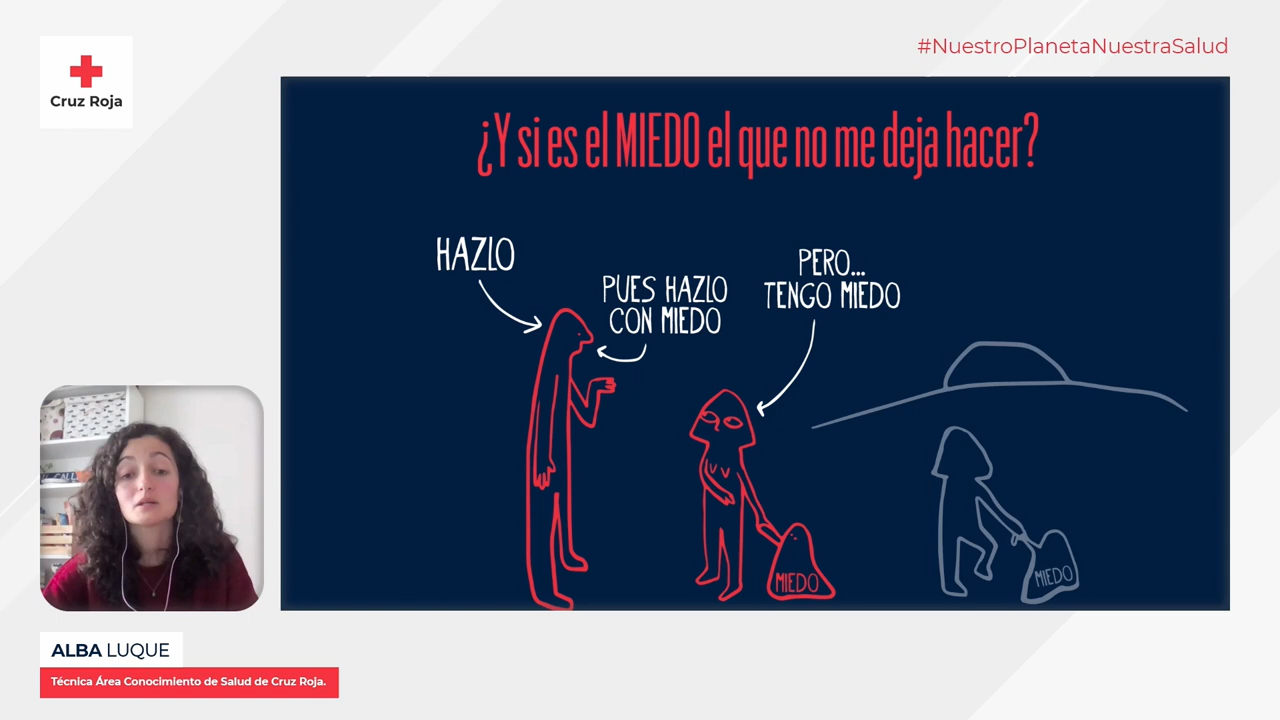 Cruz Roja
#NuestroPlanetaNuestraSalud
¿Y si es el MIEDO el que no me deja hacer?
HAZLO
PUES HAZLO
CON MIEDO
PERO...
TENGO MIEDO
MIEDO
MIEDO
ALBA LUQUE
Técnica Área Conocimiento de Salud de Cruz Roja.